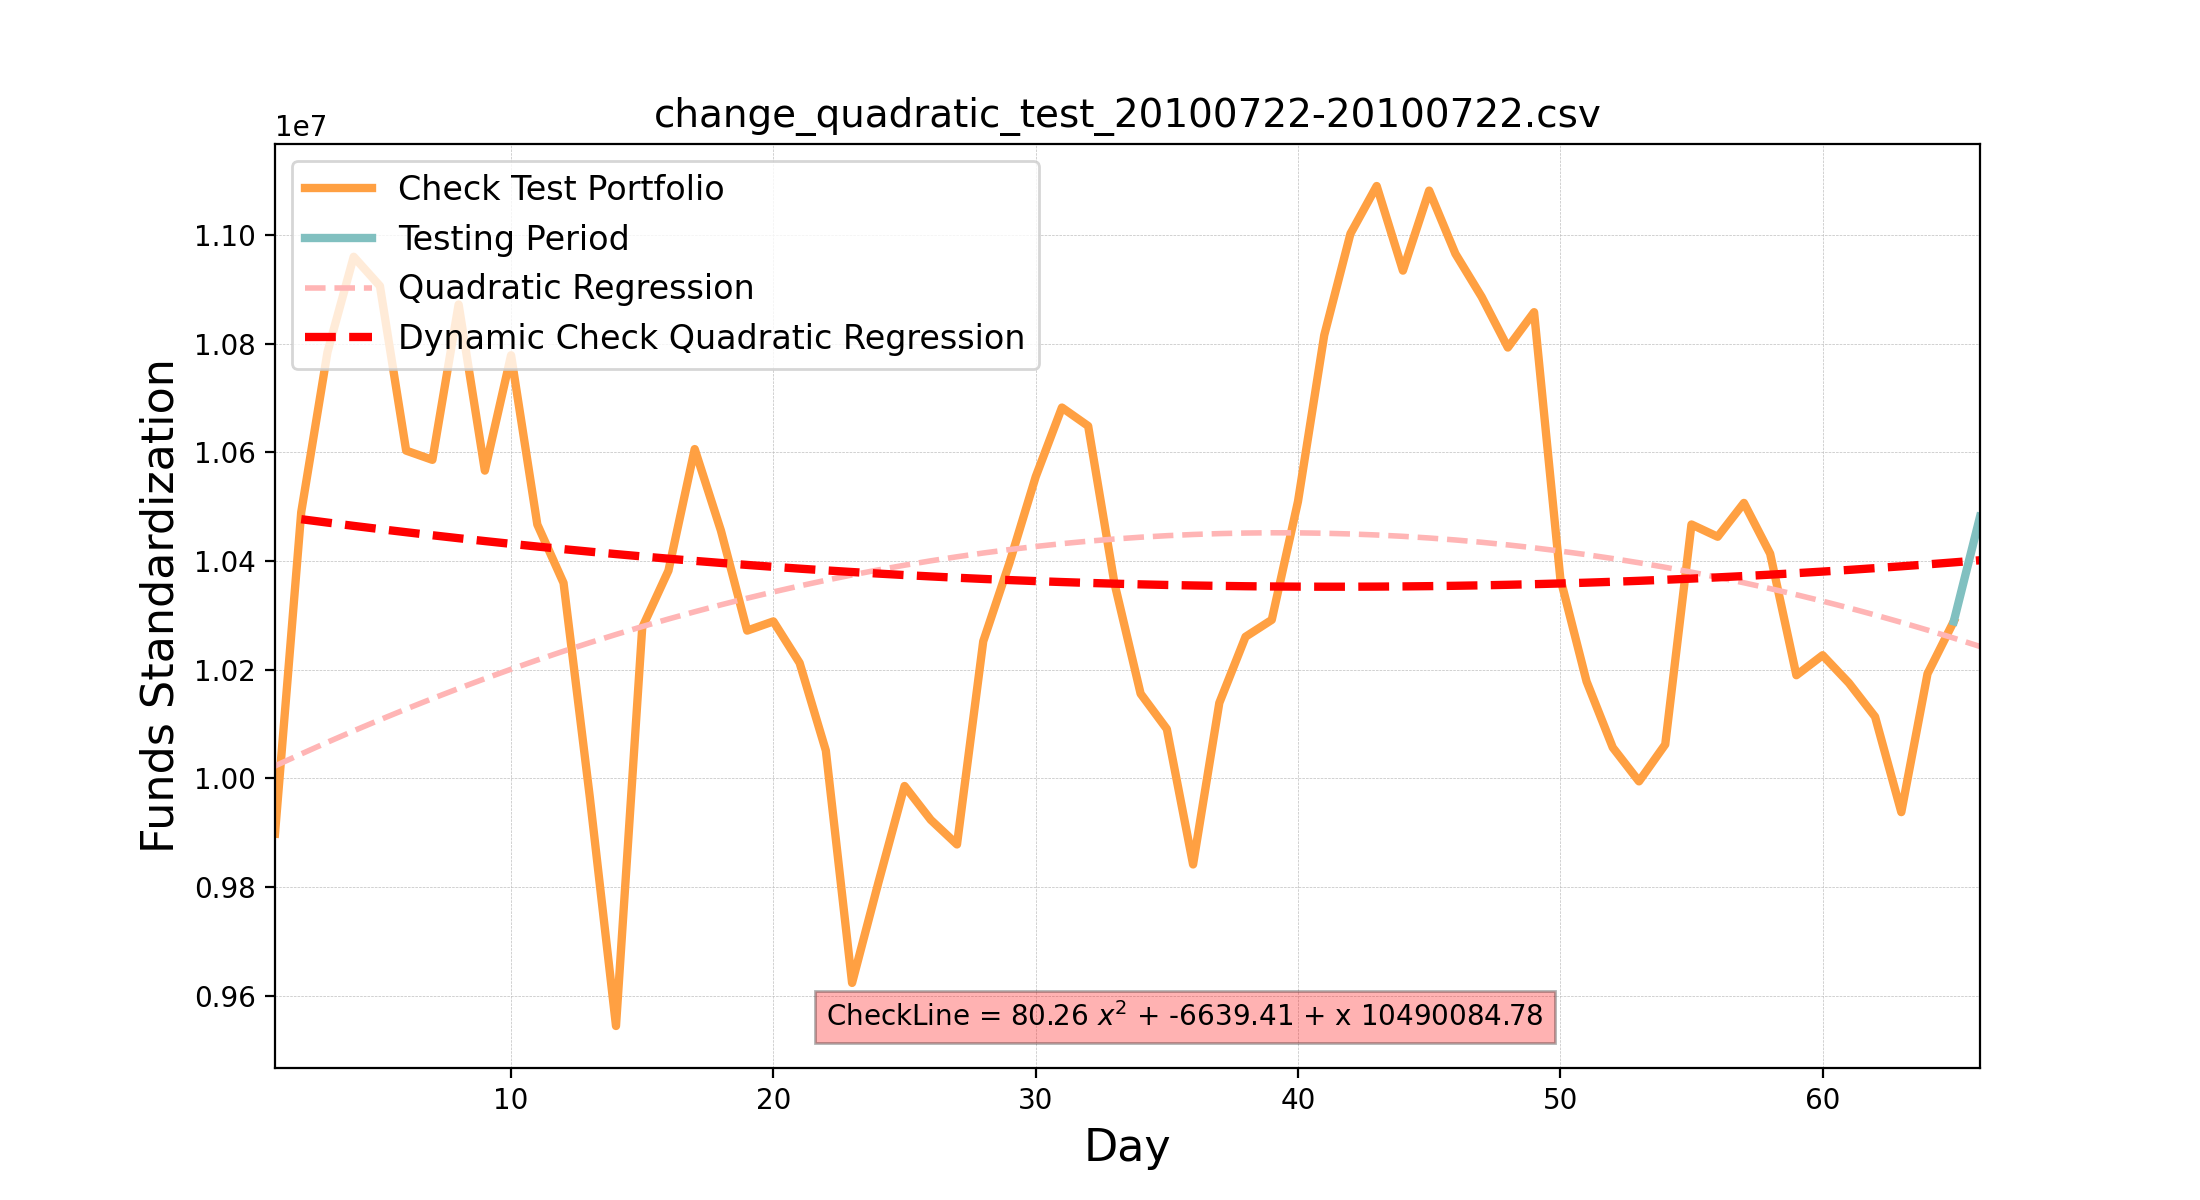 change_quadratic_test_20100722-20100722.csv
1e7
Check Test Portfolio
Testing Period
Quadratic Regression
Dynamic Check Quadratic Regression
1.10
1.08
1.06
1.04
1.02
1.00
0.98
0.96
Funds Standardization
CheckLine = 80.26 x² + -6639.41 + x 10490084.78
10 20 30 40 50 60
Day